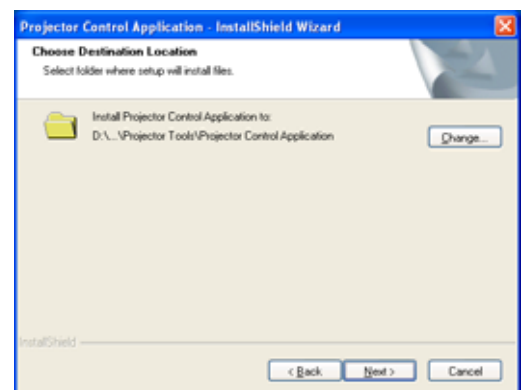 Projector Control Application - InstallShield Wizard
Choose Destination Location
Select folder where setup will install files.
Install Projector Control Application to:
D:\...\Projector Tools\Projector Control Application
Change...
InstallShield
< Back
Next >
Cancel